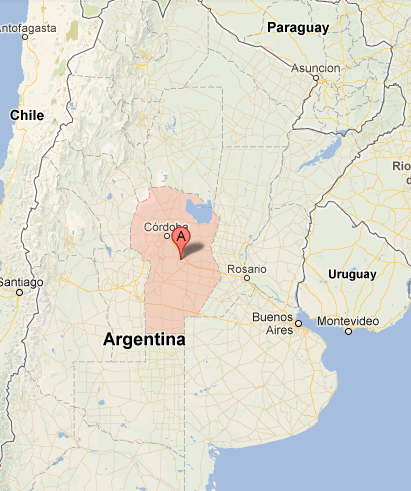 Antofagasta
Paraguay
Asuncion
Chile
Rio
d
Córdoba
A
Rosario
Uruguay
Santiago
Buenos
Aires
Montevideo
Argentina